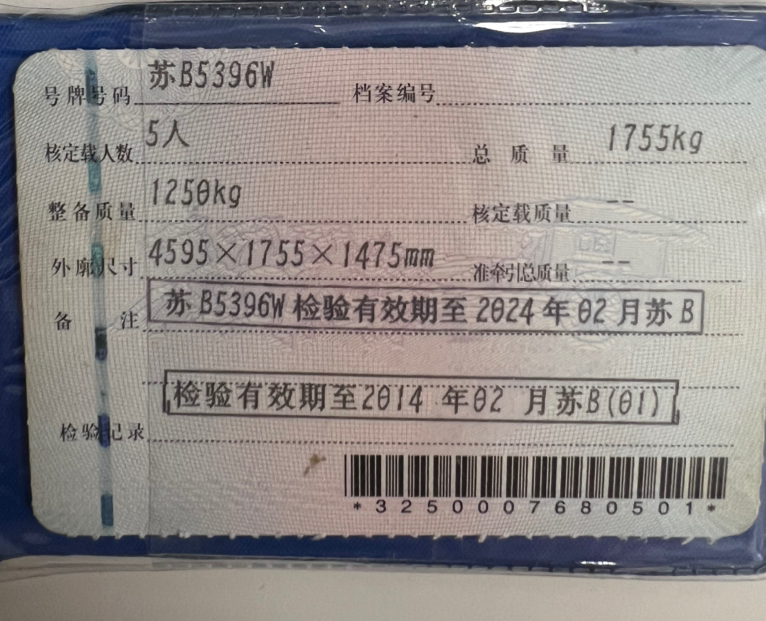 号牌号码 苏B5396W 档案编号
核定载人数 5人 总质量 1755kg
整备质量 1250kg 核定载质量 --
外廓尺寸 4595×1755×1475mm 准牵引总质量 --
备注 苏B5396W检验有效期至2024年02月苏B
检验有效期至2014年02月苏B(01)
检验记录
*3250007680501*